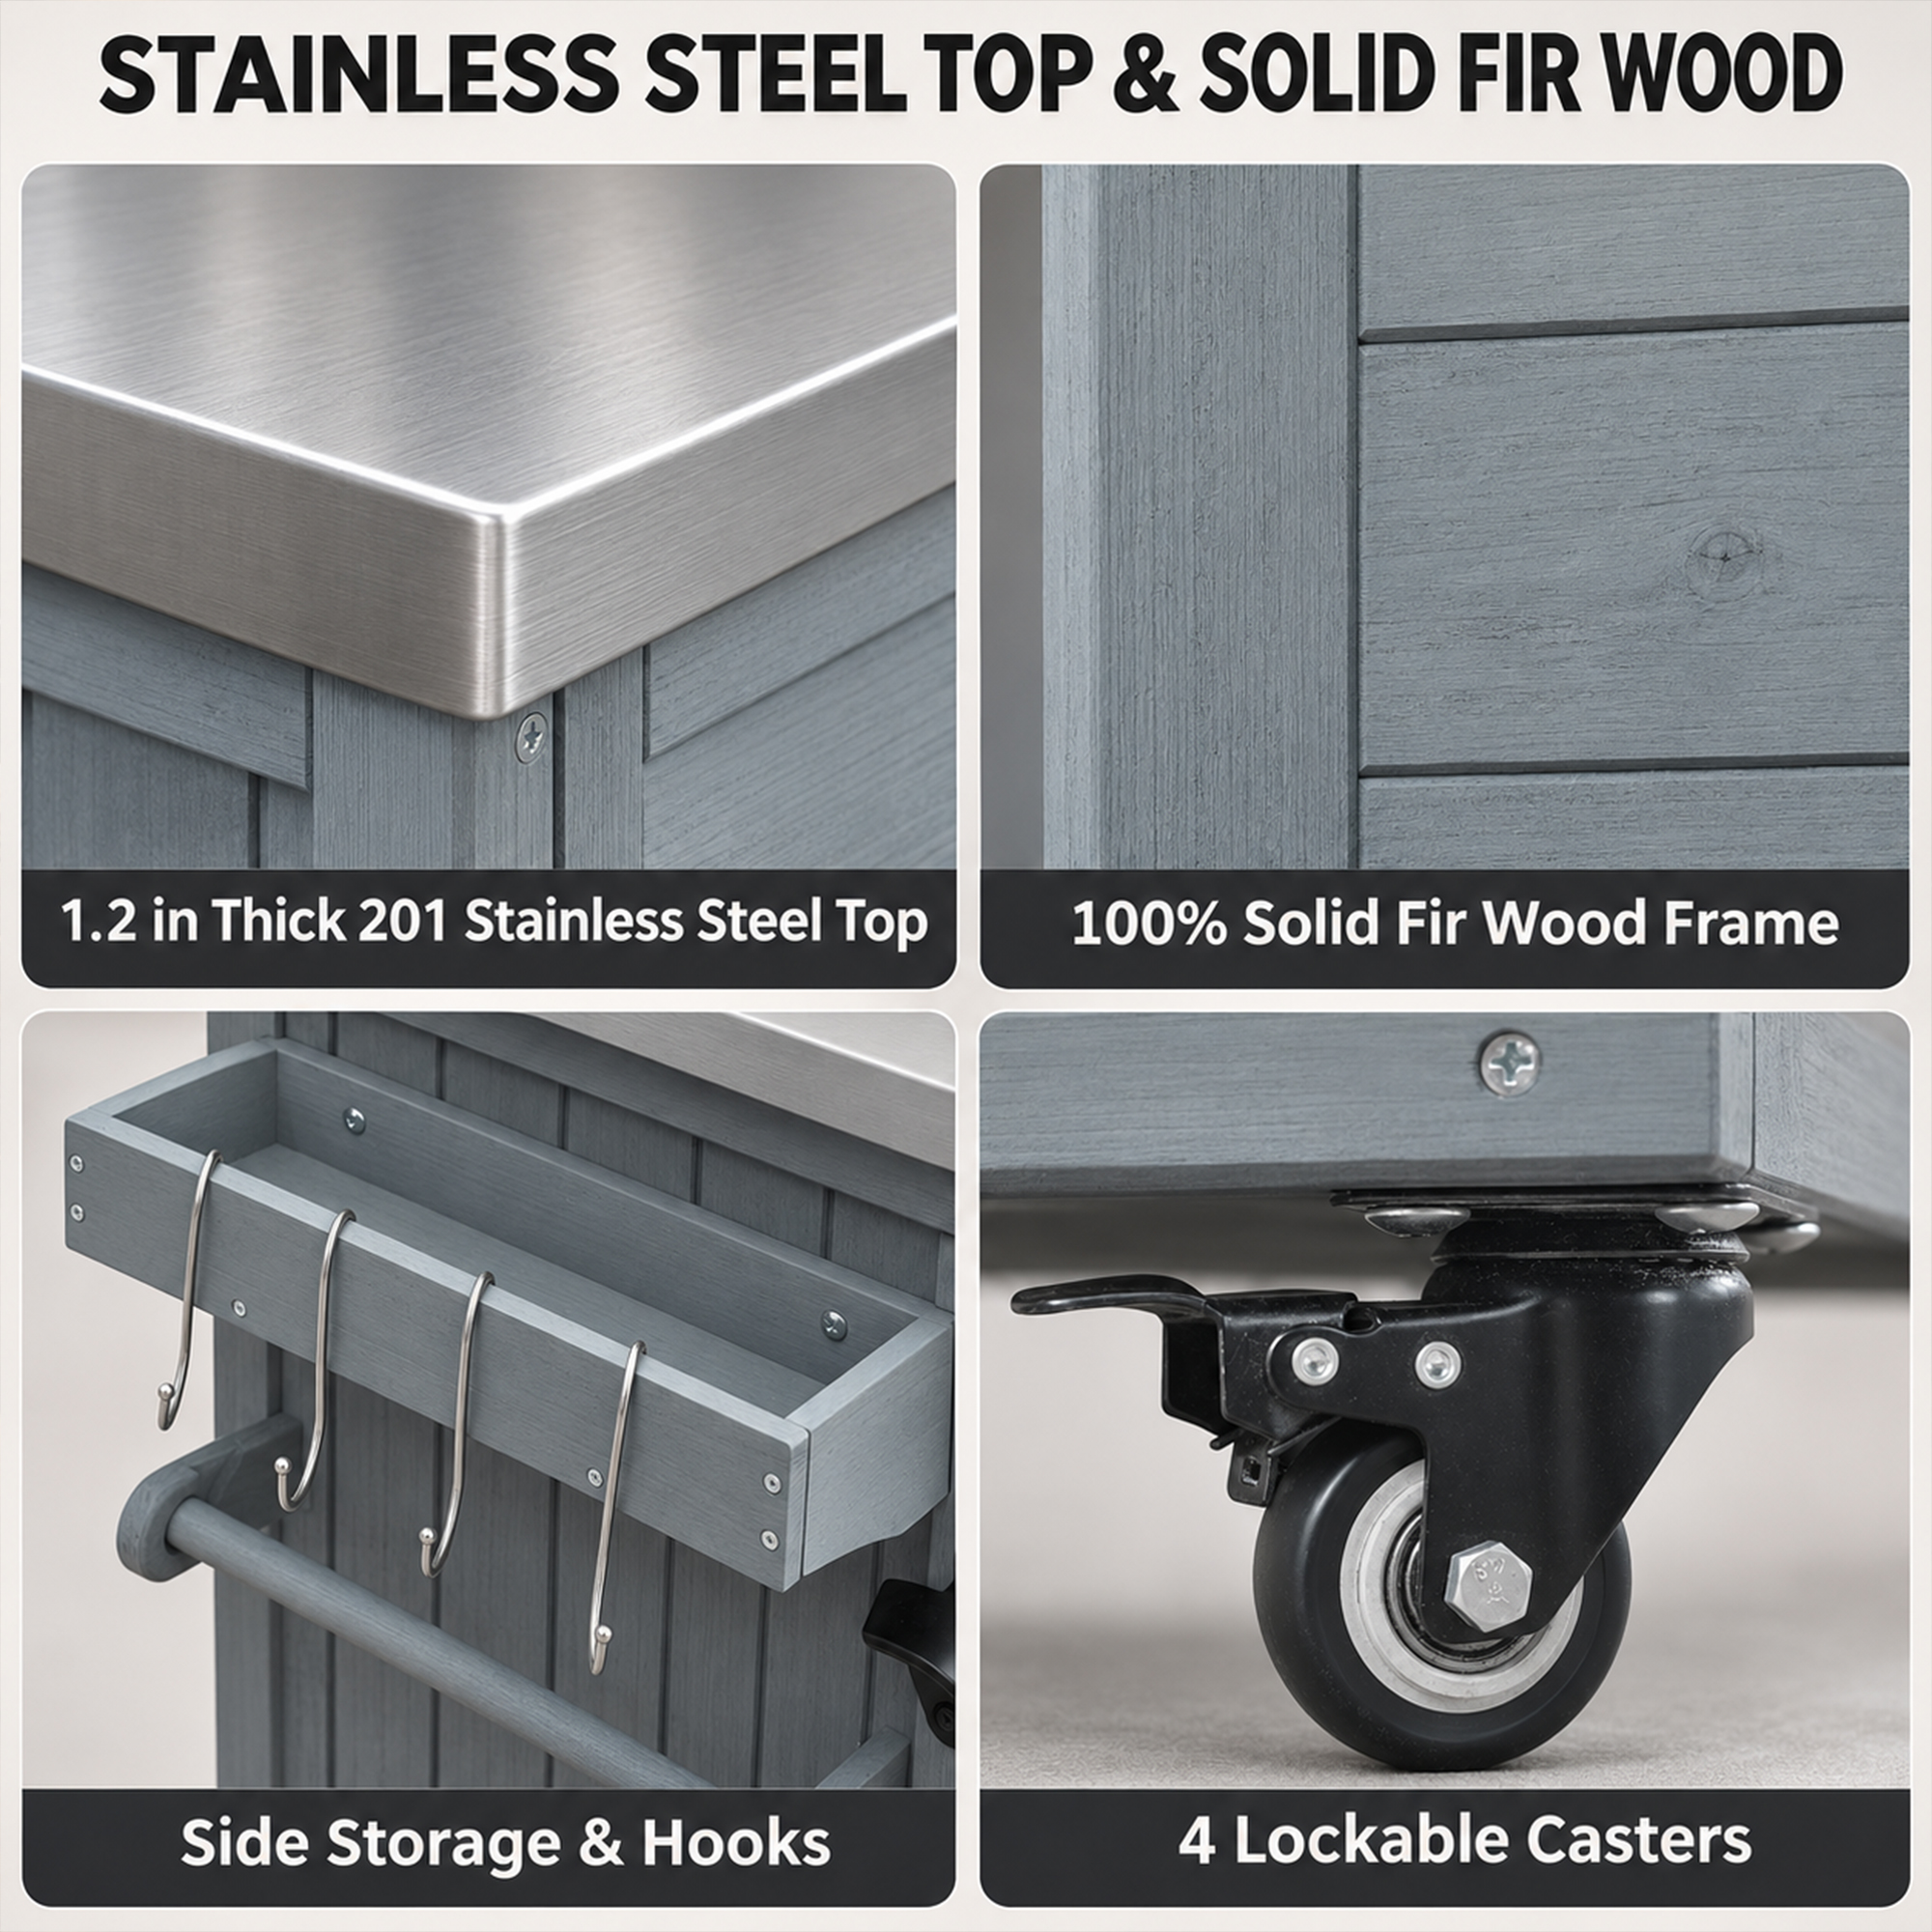 STAINLESS STEEL TOP & SOLID FIR WOOD
1.2 in Thick 201 Stainless Steel Top
100% Solid Fir Wood Frame
Side Storage & Hooks
4 Lockable Casters